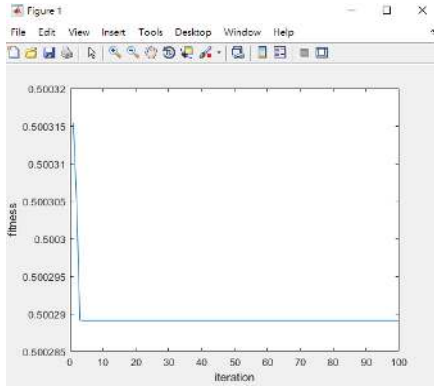 Figure 1
File Edit View Insert Tools Desktop Window Help
0.50032
0.500315
0.50031
0.500305
0.5003
0.500295
0.50029
0.500285
fitness
0 10 20 30 40 50 60 70 80 90 100
iteration